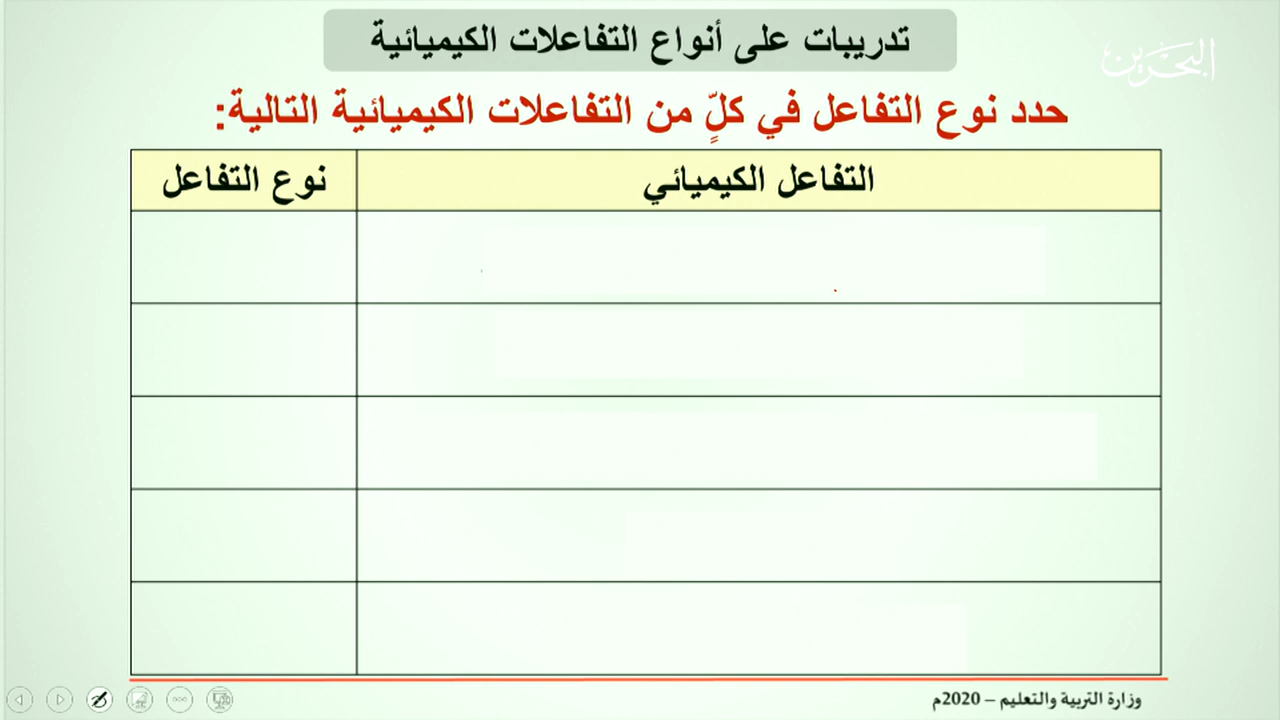 تدريبات على أنواع التفاعلات الكيميائية
البحرين
حدد نوع التفاعل في كلٍّ من التفاعلات الكيميائية التالية:
التفاعل الكيميائي
نوع التفاعل
وزارة التربية والتعليم – 2020م